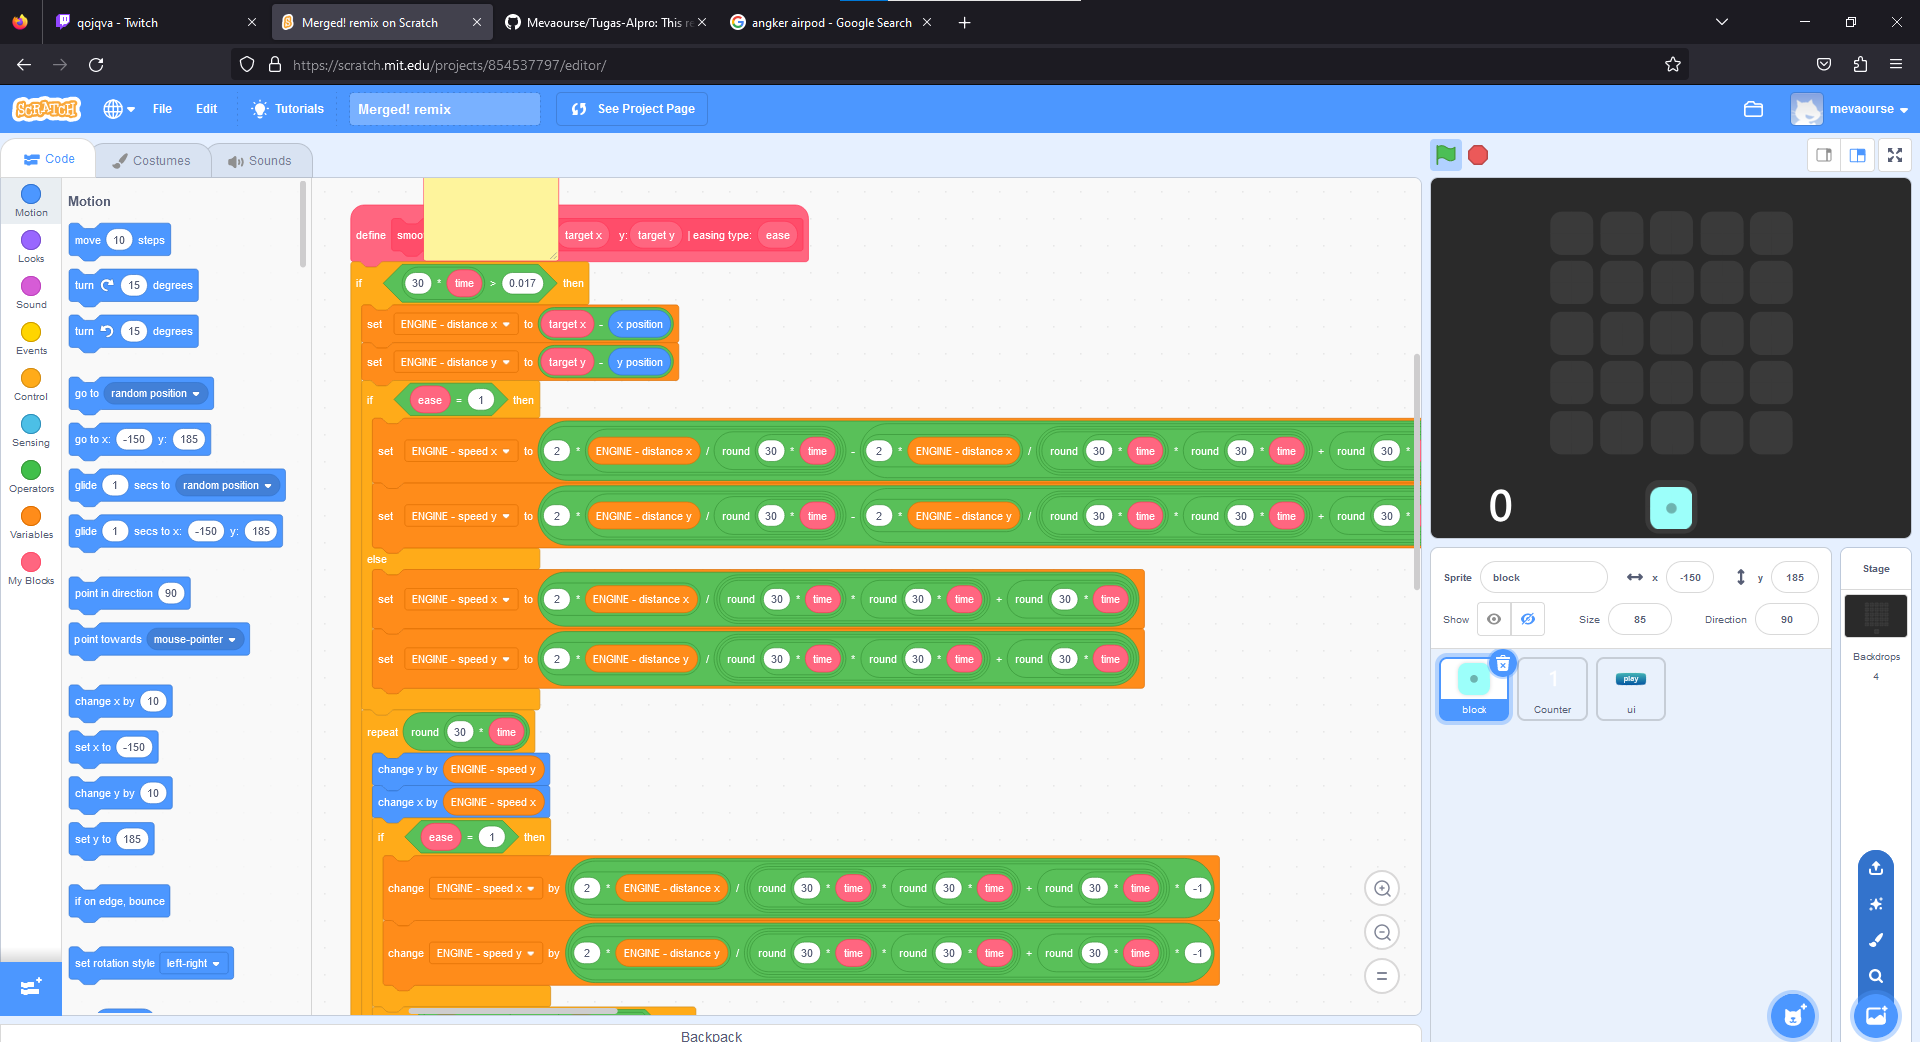 qojqva - Twitch
Merged! remix on Scratch
Mevaourse/Tugas-Alpro: This re
angker airpod - Google Search
https://scratch.mit.edu/projects/854537797/editor/
SCRATCH
File
Edit
Tutorials
Merged! remix
See Project Page
mevaourse
Code
Costumes
Sounds
Motion
Looks
Sound
Events
Control
Sensing
Operators
Variables
My Blocks
Motion
move 10 steps
turn 15 degrees
turn 15 degrees
go to random position
go to x: -150 y: 185
glide 1 secs to random position
glide 1 secs to x: -150 y: 185
point in direction 90
point towards mouse-pointer
change x by 10
set x to -150
change y by 10
set y to 185
if on edge, bounce
set rotation style left-right
define smoo target x y: target y | easing type: ease
if 30 * time > 0.017 then
set ENGINE - distance x to target x - x position
set ENGINE - distance y to target y - y position
if ease = 1 then
set ENGINE - speed x to 2 * ENGINE - distance x / round 30 * time - 2 * ENGINE - distance x / round 30 * time * round 30 * time + round 30 *
set ENGINE - speed y to 2 * ENGINE - distance y / round 30 * time - 2 * ENGINE - distance y / round 30 * time * round 30 * time + round 30 *
else
set ENGINE - speed x to 2 * ENGINE - distance x / round 30 * time * round 30 * time + round 30 * time
set ENGINE - speed y to 2 * ENGINE - distance y / round 30 * time * round 30 * time + round 30 * time
repeat round 30 * time
change y by ENGINE - speed y
change x by ENGINE - speed x
if ease = 1 then
change ENGINE - speed x by 2 * ENGINE - distance x / round 30 * time * round 30 * time + round 30 * time * -1
change ENGINE - speed y by 2 * ENGINE - distance y / round 30 * time * round 30 * time + round 30 * time * -1
Backpack
0
Sprite block x -150 y 185
Show Size 85 Direction 90
block
1
Counter
play
ui
Stage
Backdrops
4